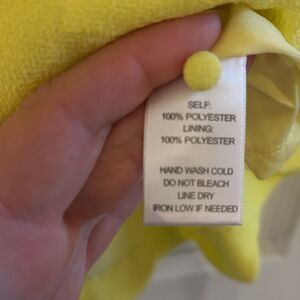 SELF:
100% POLYESTER
LINING:
100% POLYESTER
HAND WASH COLD
DO NOT BLEACH
LINE DRY
IRON LOW IF NEEDED